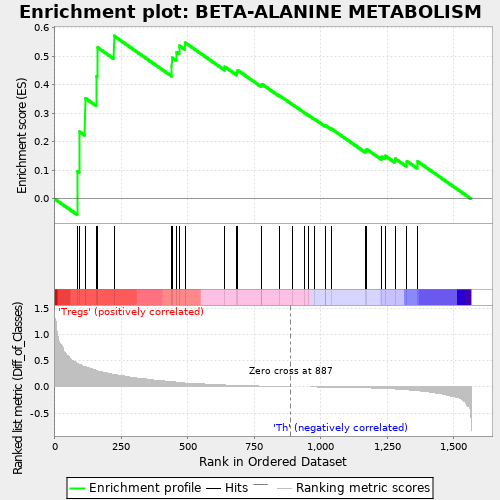 Enrichment plot: BETA-ALANINE METABOLISM
Enrichment score (ES)
0.6
0.5
0.4
0.3
0.2
0.1
0.0
'Tregs' (positively correlated)
Ranked list metric (Diff_of_Classes)
1.5
1.0
0.5
0.0
-0.5
Zero cross at 887
'Th' (negatively correlated)
0 250 500 750 1,000 1,250 1,500
Rank in Ordered Dataset
Enrichment profile Hits Ranking metric scores